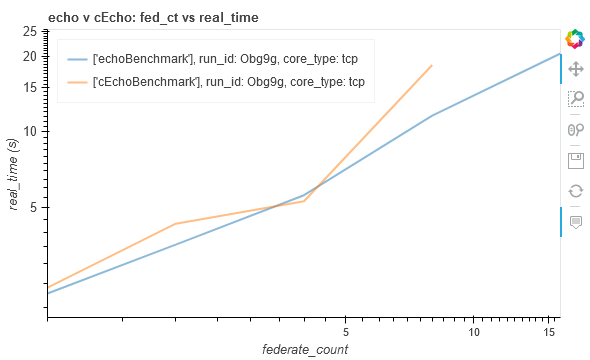 echo v cEcho: fed_ct vs real_time
25
20
15
10
5
real_time (s)
['echoBenchmark'], run_id: Obg9g, core_type: tcp
['cEchoBenchmark'], run_id: Obg9g, core_type: tcp
5
10
15
federate_count